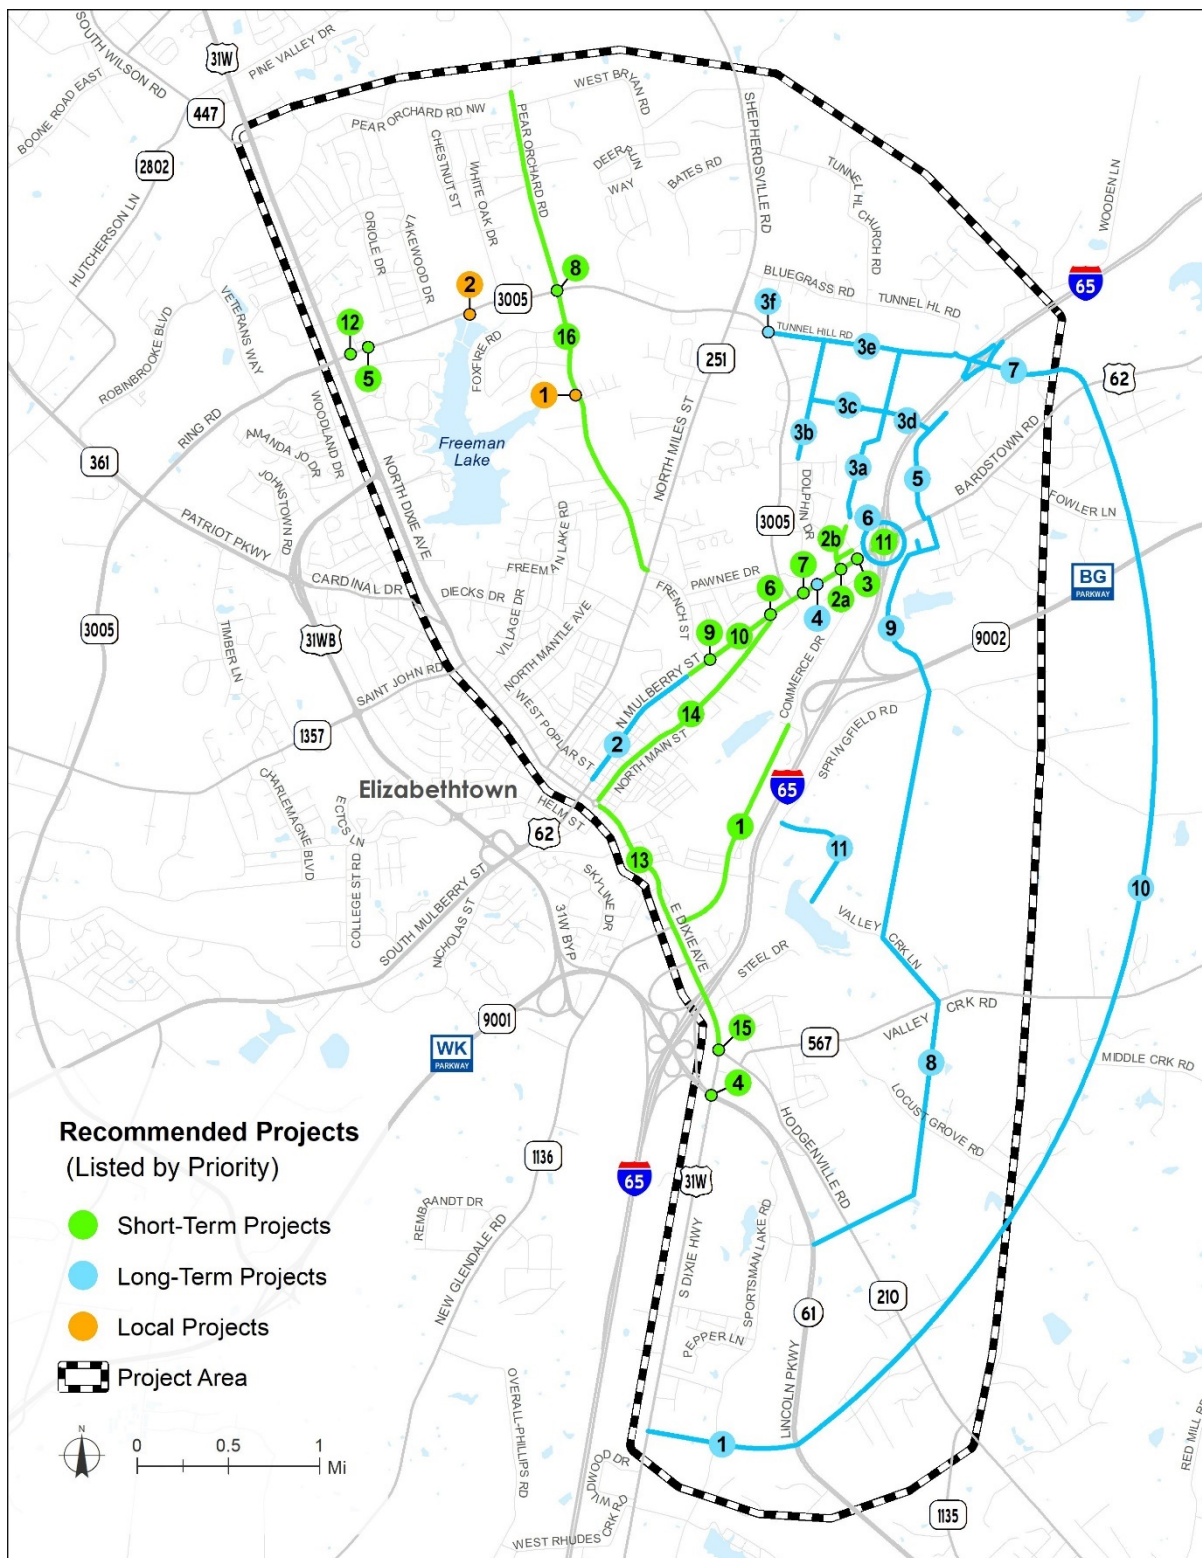 SOUTH WILSON RD
31W
PINE VALLEY DR
BOONE ROAD EAST
447
2802
HUTCHERSON LN
PEAR ORCHARD RD NW
WEST BRYAN RD
PEAR ORCHARD RD
CHESTNUT ST
WHITE OAK DR
DEER RUN WAY
BATES RD
SHEPHERDSVILLE RD
TUNNEL HL CHURCH RD
WOODEN LN
ORIOLE DR
LAKEWOOD DR
8
2
3005
BLUEGRASS RD
TUNNEL HL RD
65
VETERANS WAY
ROBINBROOKE BLVD
12
5
FOXFIRE RD
16
3f
TUNNEL HILL RD
3e
7
62
251
1
3c
3d
3b
3a
5
BARDSTOWN RD
FOWLER LN
RING RD
WOODLAND DR
AMANDA JO DR
JOHNSTOWN RD
361
PATRIOT PKWY
NORTH DIXIE AVE
Freeman
Lake
NORTH MILES ST
DOLPHIN DR
3005
6
11
2b
BG
PARKWAY
CARDINAL DR
DIECKS DR
FREEMAN LAKE RD
VILLAGE DR
NORTH MANTLE AVE
FRENCH ST
PAWNEE DR
7
6
4
2a
3
3005
31WB
TIMBER LN
SAINT JOHN RD
9
10
9
9002
1357
WEST POPLAR ST
N MULBERRY ST
2
14
NORTH MAIN ST
COMMERCE DR
SPRINGFIELD RD
65
Elizabethtown
HELM ST
62
CHARLEMAGNE BLVD
ECTCS LN
COLLEGE ST RD
SOUTH MULBERRY ST
NICHOLAS ST
SKYLINE DR
31W BYP
13
1
11
10
E DIXIE AVE
STEEL DR
VALLEY CRK LN
VALLEY CRK RD
9001
WK
PARKWAY
15
567
4
8
MIDDLE CRK RD
LOCUST GROVE RD
HODGENVILLE RD
1136
65
31W
REMBRANDT DR
NEW GLENDALE RD
S DIXIE HWY
SPORTSMAN LAKE RD
PEPPER LN
61
210
LINCOLN PKWY
OVERALL-PHILLIPS RD
1
RED MILL RD
WEST RHUDES CRK RD
1135
Recommended Projects
(Listed by Priority)
Short-Term Projects
Long-Term Projects
Local Projects
Project Area
N
0 0.5 1
Mi